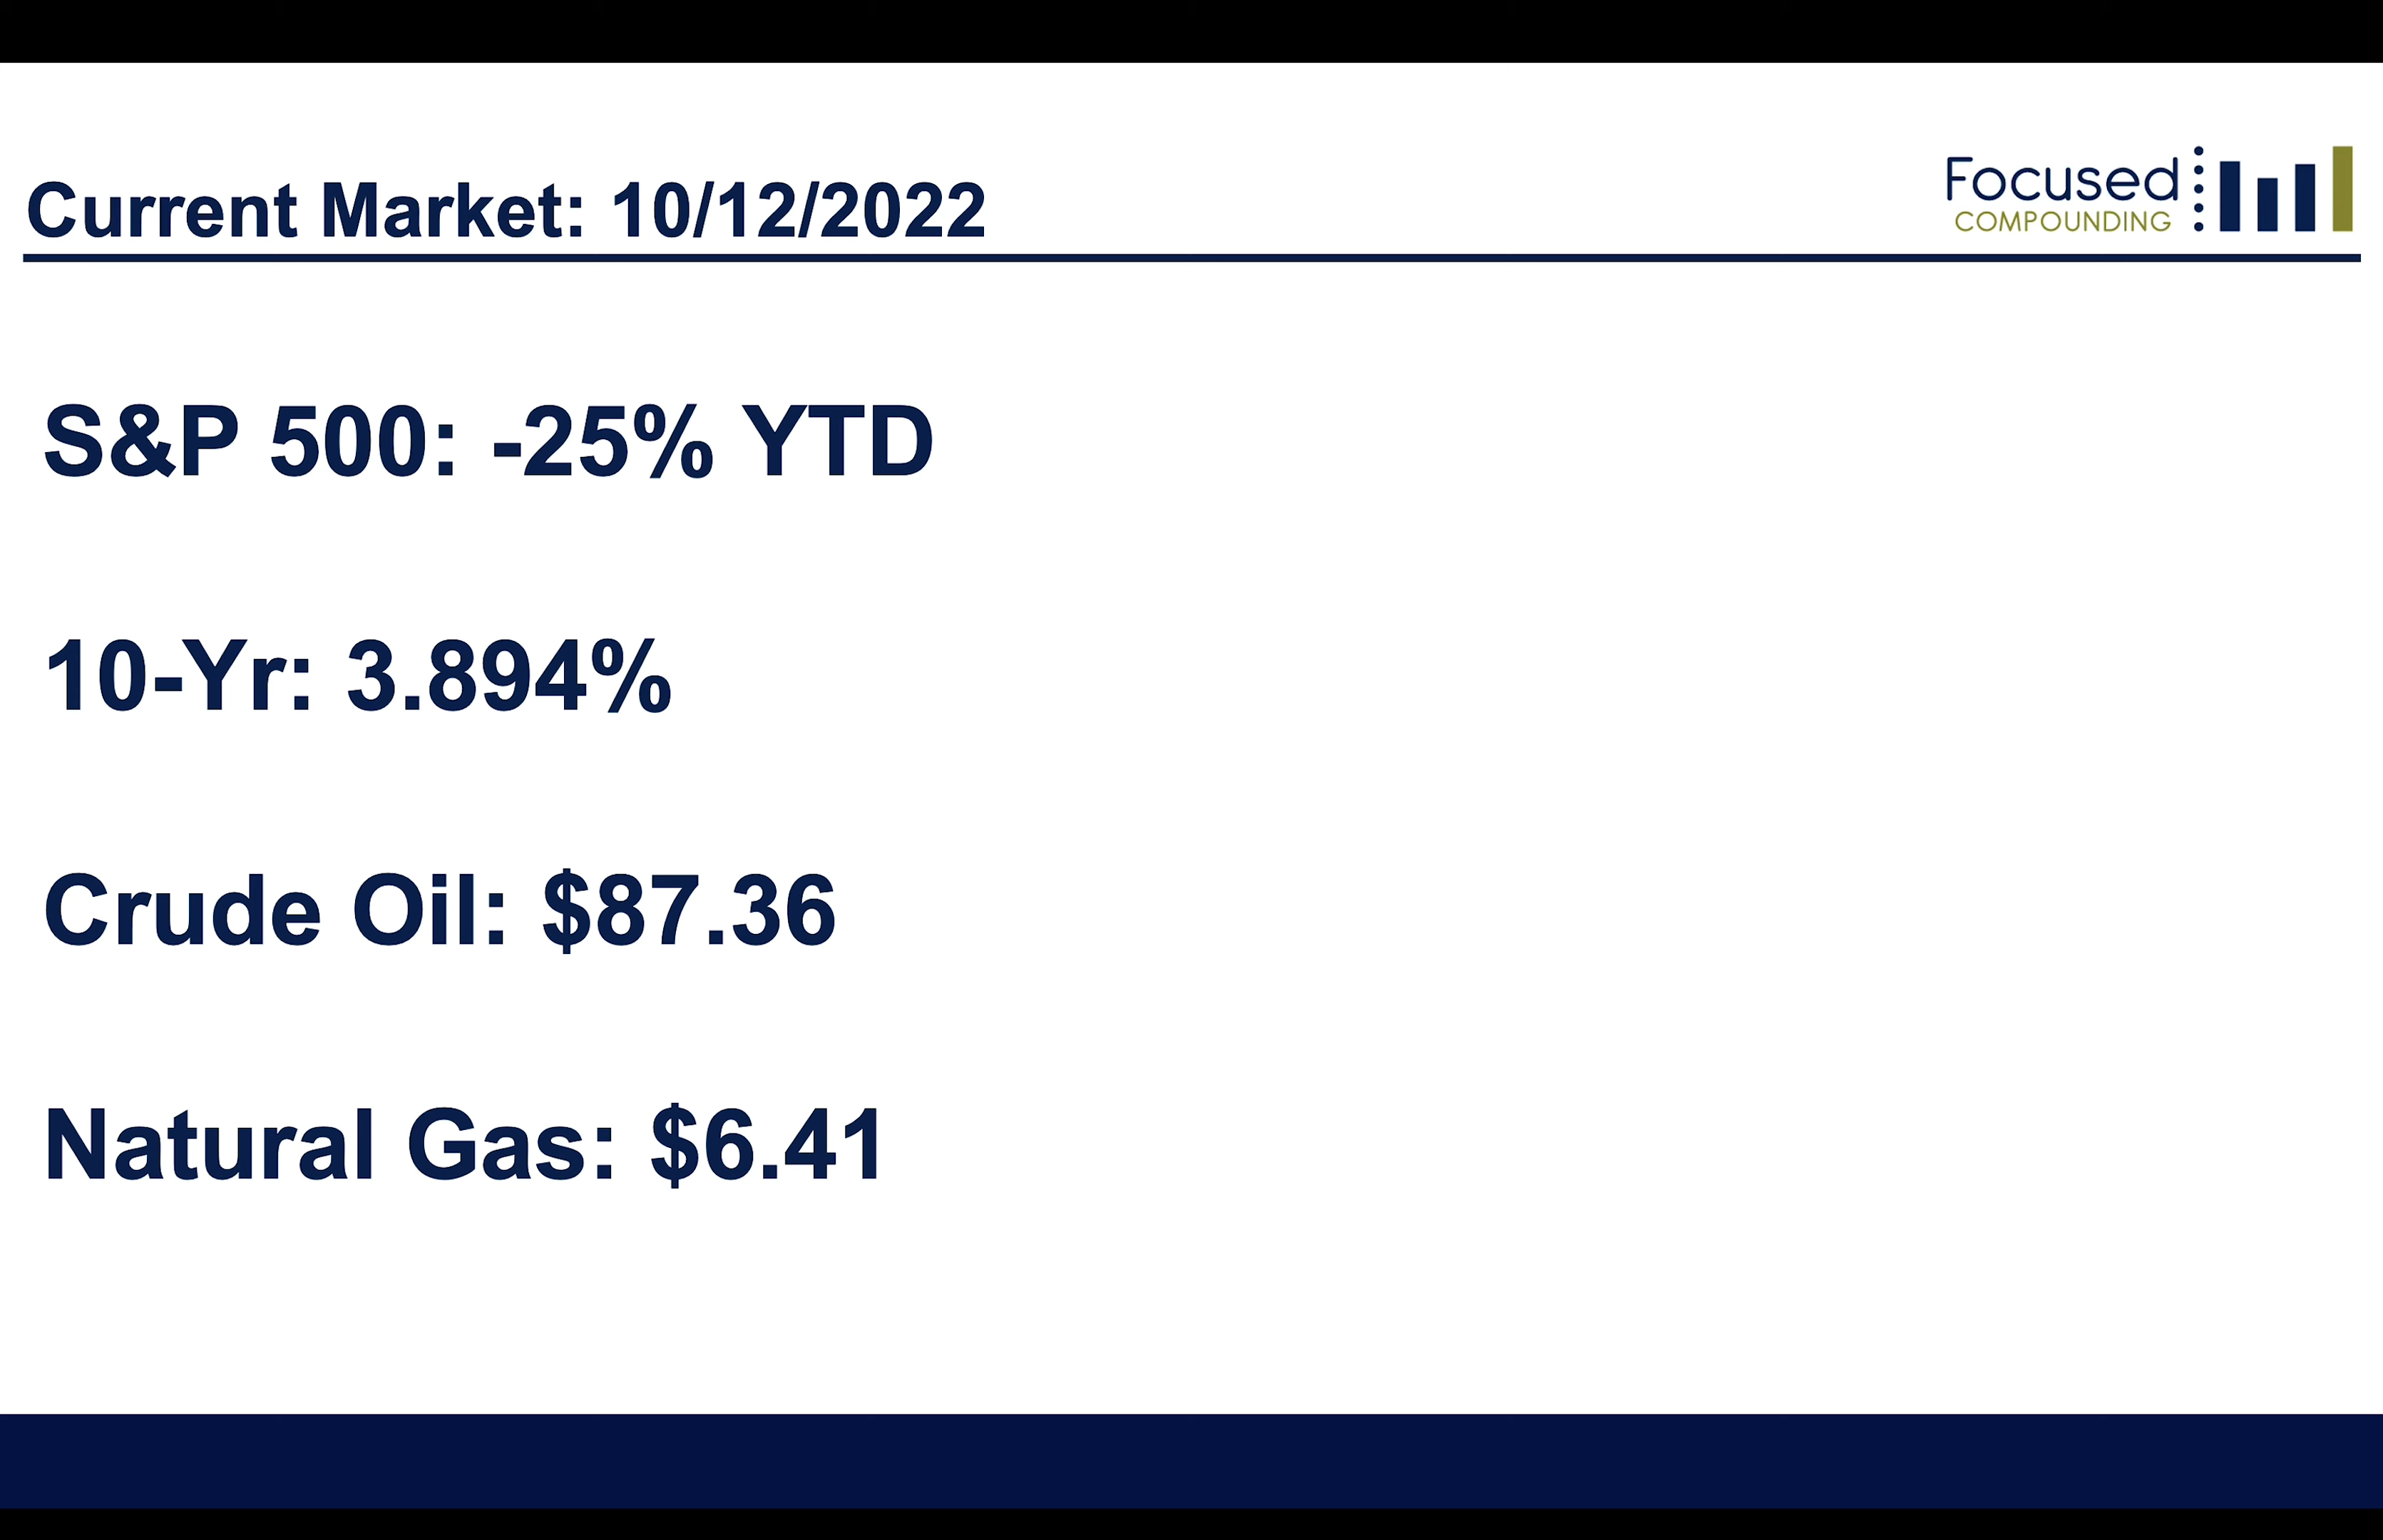 Current Market: 10/12/2022
Focused
COMPOUNDING
S&P 500: -25% YTD
10-Yr: 3.894%
Crude Oil: $87.36
Natural Gas: $6.41